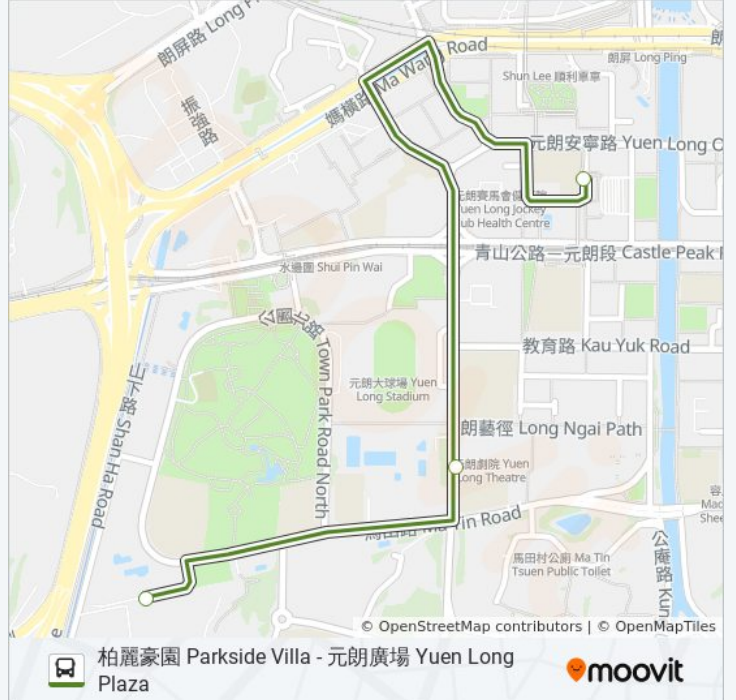 朗屏路 Long P
媽橫路 Ma Wang Road
朗屏 Long Ping
Shun Lee 順利車車
振強路
元朗安寧路 Yuen Long O
元朗賽馬會健
Yuen Long Jockey
ub Health Centre
青山公路—元朗段 Castle Peak
水邊圍 Shui Pin Wai
公園北路 Town Park Road North
教育路 Kau Yuk Road
山下路 Shan Ha Road
元朗大球場 Yuen
Long Stadium
朗藝徑 Long Ngai Path
元朗劇院 Yuen
Long Theatre
馬田路 Ma Tin Road
馬田村公廁 Ma Tin
Tsuen Public Toilet
公庵路 Kun
© OpenStreetMap contributors | © OpenMapTiles
柏麗豪園 Parkside Villa - 元朗廣場 Yuen Long
Plaza
moovit